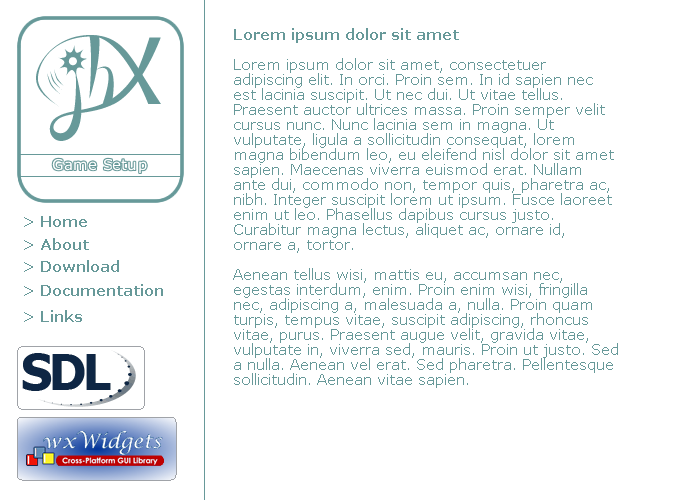 jhx
Game Setup
> Home
> About
> Download
> Documentation
> Links
SDL
wxWidgets
Cross-Platform GUI Library
Lorem ipsum dolor sit amet
Lorem ipsum dolor sit amet, consectetuer
adipiscing elit. In orci. Proin sem. In id sapien nec
est lacinia suscipit. Ut nec dui. Ut vitae tellus.
Praesent auctor ultrices massa. Proin semper velit
cursus nunc. Nunc lacinia sem in magna. Ut
vulputate, ligula a sollicitudin consequat, lorem
magna bibendum leo, eu eleifend nisl dolor sit amet
sapien. Maecenas viverra euismod erat. Nullam
ante dui, commodo non, tempor quis, pharetra ac,
nibh. Integer suscipit lorem ut ipsum. Fusce laoreet
enim ut leo. Phasellus dapibus cursus justo.
Curabitur magna lectus, aliquet ac, ornare id,
ornare a, tortor.
Aenean tellus wisi, mattis eu, accumsan nec,
egestas interdum, enim. Proin enim wisi, fringilla
nec, adipiscing a, malesuada a, nulla. Proin quam
turpis, tempus vitae, suscipit adipiscing, rhoncus
vitae, purus. Praesent augue velit, gravida vitae,
vulputate in, viverra sed, mauris. Proin ut justo. Sed
a nulla. Aenean vel erat. Sed pharetra. Pellentesque
sollicitudin. Aenean vitae sapien.